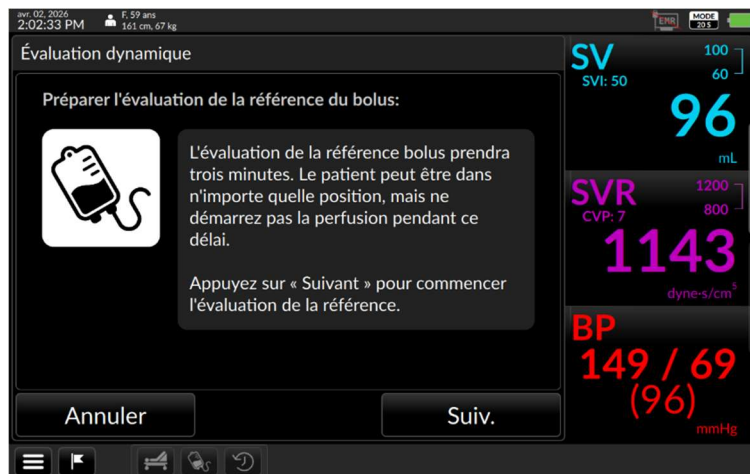 avr. 02, 2026
2:02:33 PM
F, 59 ans
161 cm, 67 kg
EMR
MODE
20 S
Évaluation dynamique
Préparer l'évaluation de la référence du bolus:
L'évaluation de la référence bolus prendra
trois minutes. Le patient peut être dans
n'importe quelle position, mais ne
démarrez pas la perfusion pendant ce
délai.
Appuyez sur « Suivant » pour commencer
l'évaluation de la référence.
Annuler
Suiv.
SV
SVI: 50
100
60
96
mL
SVR
CVP: 7
1200
800
1143
dyne-s/cm⁵
BP
149 / 69
(96)
mmHg